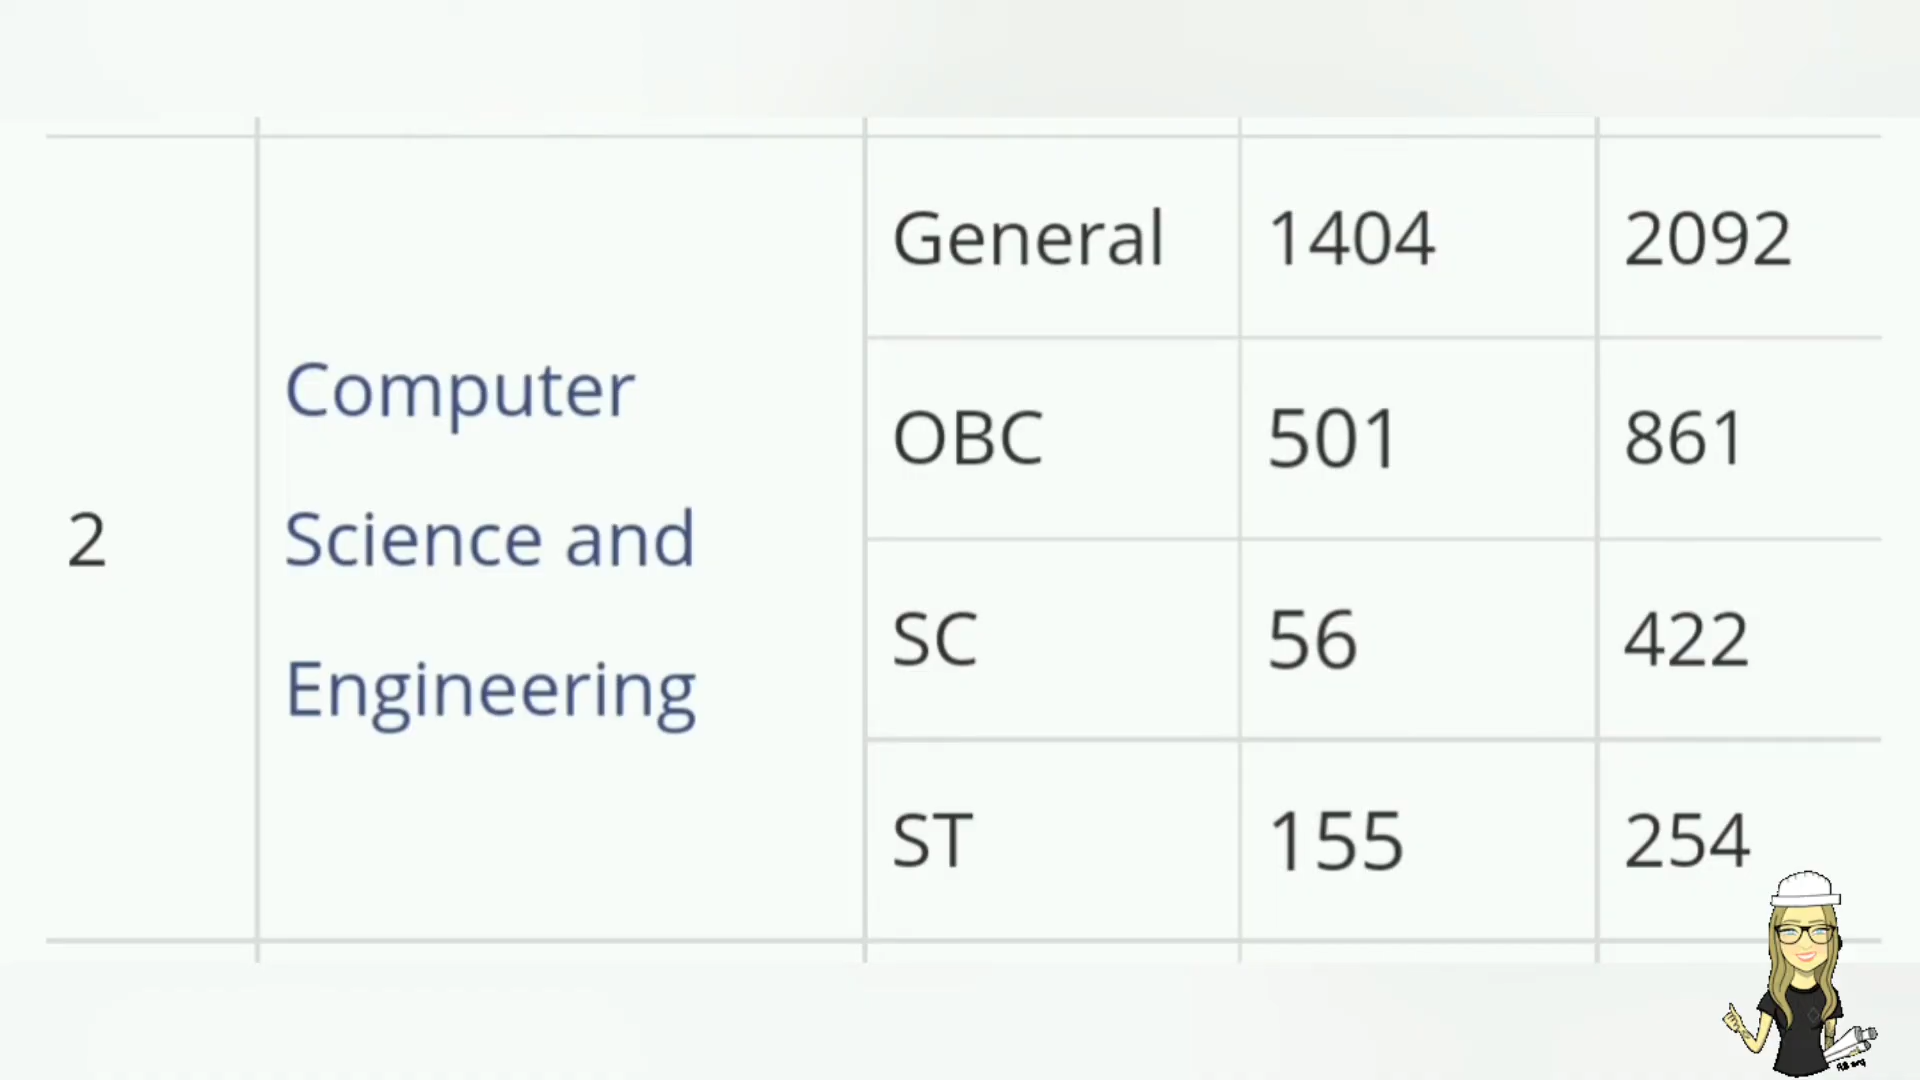 2
Computer
Science and
Engineering
General 1404 2092
OBC 501 861
SC 56 422
ST 155 254